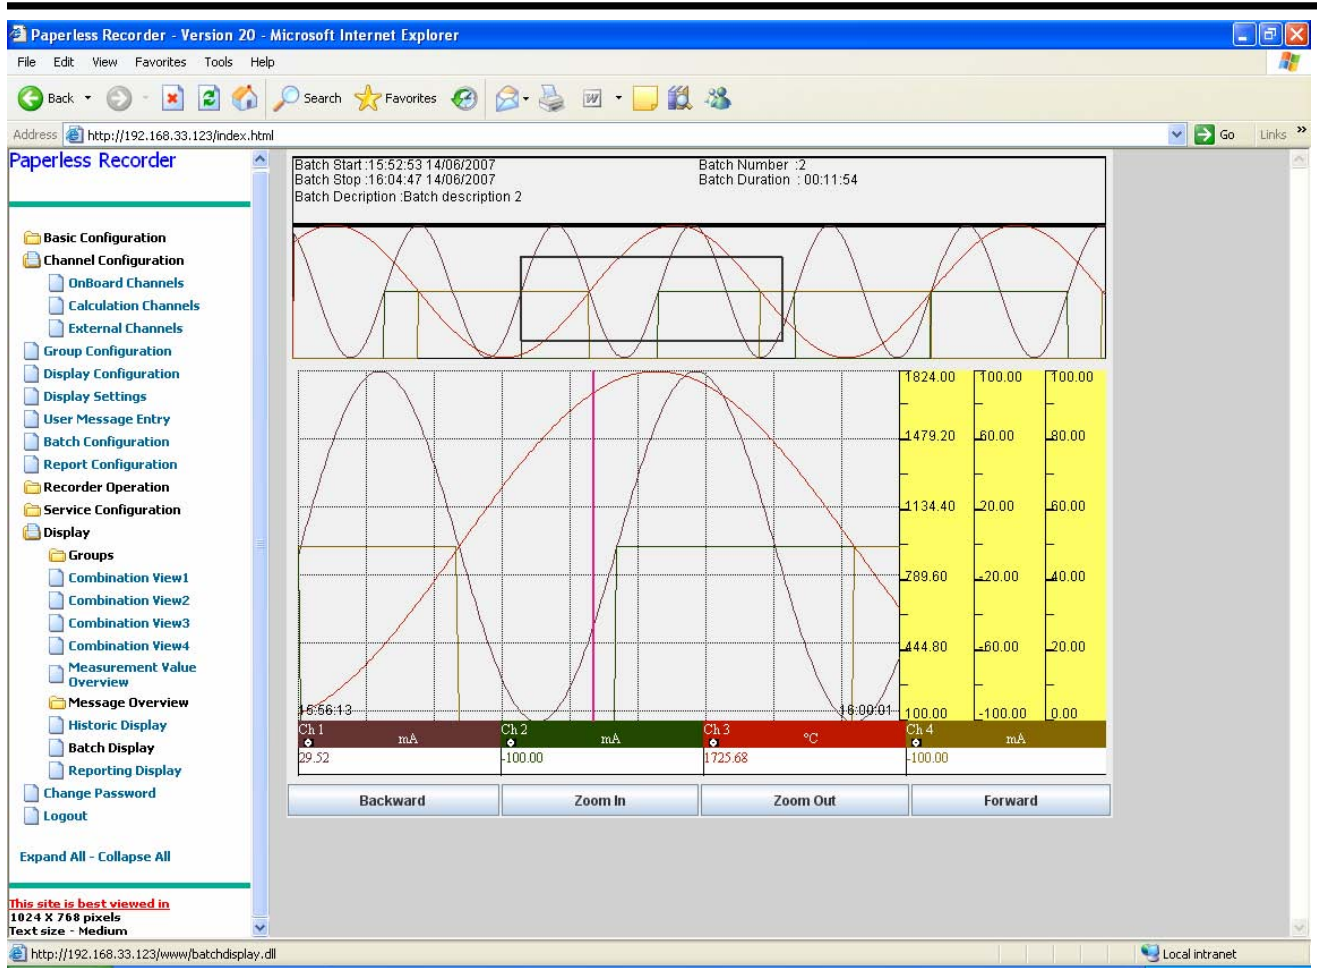 Paperless Recorder - Version 20 - Microsoft Internet Explorer
File Edit View Favorites Tools Help
Back Search Favorites
Address http://192.168.33.123/index.html Go Links »
Paperless Recorder
Basic Configuration
Channel Configuration
OnBoard Channels
Calculation Channels
External Channels
Group Configuration
Display Configuration
Display Settings
User Message Entry
Batch Configuration
Report Configuration
Recorder Operation
Service Configuration
Display
Groups
Combination View1
Combination View2
Combination View3
Combination View4
Measurement Value
Overview
Message Overview
Historic Display
Batch Display
Reporting Display
Change Password
Logout
Expand All - Collapse All
This site is best viewed in
1024 X 768 pixels
Text size - Medium
Batch Start :15:52:53 14/06/2007 Batch Number :2
Batch Stop :16:04:47 14/06/2007 Batch Duration : 00:11:54
Batch Decription :Batch description 2
1824.00 100.00 100.00
1479.20 60.00 80.00
1134.40 20.00 60.00
789.60 -20.00 40.00
444.80 -60.00 20.00
15:56:13 16:00:01 100.00 -100.00 0.00
Ch 1 mA Ch 2 mA Ch 3 °C Ch 4 mA
29.52 -100.00 1725.68 -100.00
Backward Zoom In Zoom Out Forward
http://192.168.33.123/www/batchdisplay.dll Local intranet